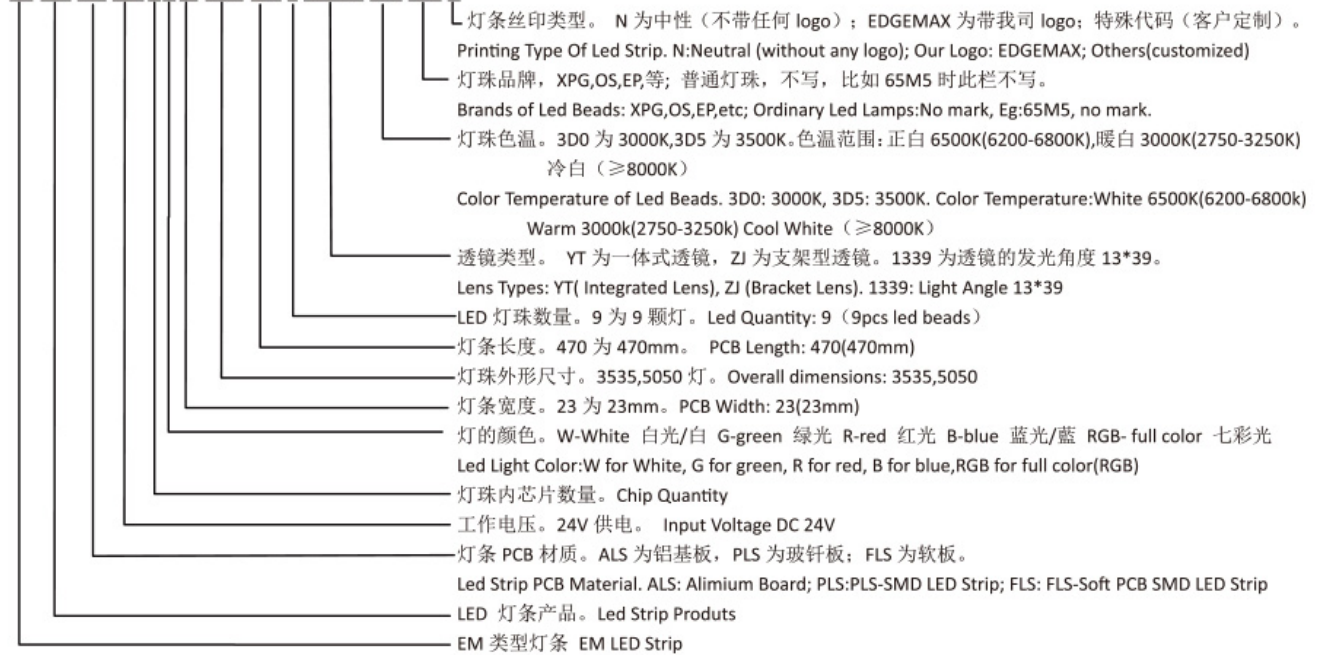 灯条丝印类型。 N 为中性（不带任何 logo）；EDGEMAX 为带我司 logo；特殊代码（客户定制）。
Printing Type Of Led Strip. N:Neutral (without any logo); Our Logo: EDGEMAX; Others(customized)
灯珠品牌，XPG,OS,EP,等; 普通灯珠，不写，比如 65M5 时此栏不写。
Brands of Led Beads: XPG,OS,EP,etc; Ordinary Led Lamps:No mark, Eg:65M5, no mark.
灯珠色温。3D0 为 3000K,3D5 为 3500K。色温范围：正白 6500K(6200-6800K),暖白 3000K(2750-3250K)
冷白（≥8000K）
Color Temperature of Led Beads. 3D0: 3000K, 3D5: 3500K. Color Temperature:White 6500K(6200-6800k)
Warm 3000k(2750-3250k) Cool White（≥8000K）
透镜类型。 YT 为一体式透镜，ZJ 为支架型透镜。1339 为透镜的发光角度 13*39。
Lens Types: YT( Integrated Lens), ZJ (Bracket Lens). 1339: Light Angle 13*39
LED 灯珠数量。9 为 9 颗灯。Led Quantity: 9（9pcs led beads）
灯条长度。470 为 470mm。 PCB Length: 470(470mm)
灯珠外形尺寸。3535,5050 灯。Overall dimensions: 3535,5050
灯条宽度。23 为 23mm。PCB Width: 23(23mm)
灯的颜色。W-White 白光/白 G-green 绿光 R-red 红光 B-blue 蓝光/藍 RGB- full color 七彩光
Led Light Color:W for White, G for green, R for red, B for blue,RGB for full color(RGB)
灯珠内芯片数量。Chip Quantity
工作电压。24V 供电。 Input Voltage DC 24V
灯条 PCB 材质。ALS 为铝基板，PLS 为玻钎板；FLS 为软板。
Led Strip PCB Material. ALS: Alimium Board; PLS:PLS-SMD LED Strip; FLS: FLS-Soft PCB SMD LED Strip
LED 灯条产品。Led Strip Produts
EM 类型灯条 EM LED Strip